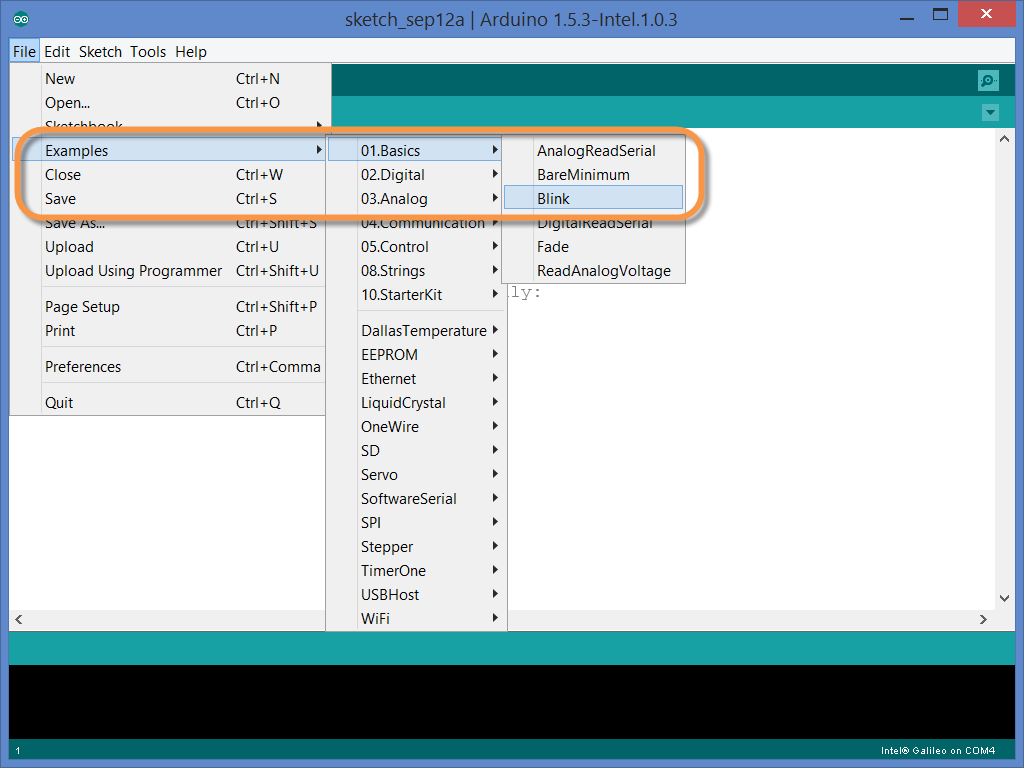 sketch_sep12a | Arduino 1.5.3-Intel.1.0.3
File Edit Sketch Tools Help
New Ctrl+N
Open... Ctrl+O
Sketchbook
Examples
Close Ctrl+W
Save Ctrl+S
Save As... Ctrl+Shift+S
Upload Ctrl+U
Upload Using Programmer Ctrl+Shift+U
Page Setup Ctrl+Shift+P
Print Ctrl+P
Preferences Ctrl+Comma
Quit Ctrl+Q
01.Basics
02.Digital
03.Analog
04.Communication
05.Control
08.Strings
10.StarterKit
DallasTemperature
EEPROM
Ethernet
LiquidCrystal
OneWire
SD
Servo
SoftwareSerial
SPI
Stepper
TimerOne
USBHost
WiFi
AnalogReadSerial
BareMinimum
Blink
DigitalReadSerial
Fade
ReadAnalogVoltage
ly:
1
Intel® Galileo on COM4